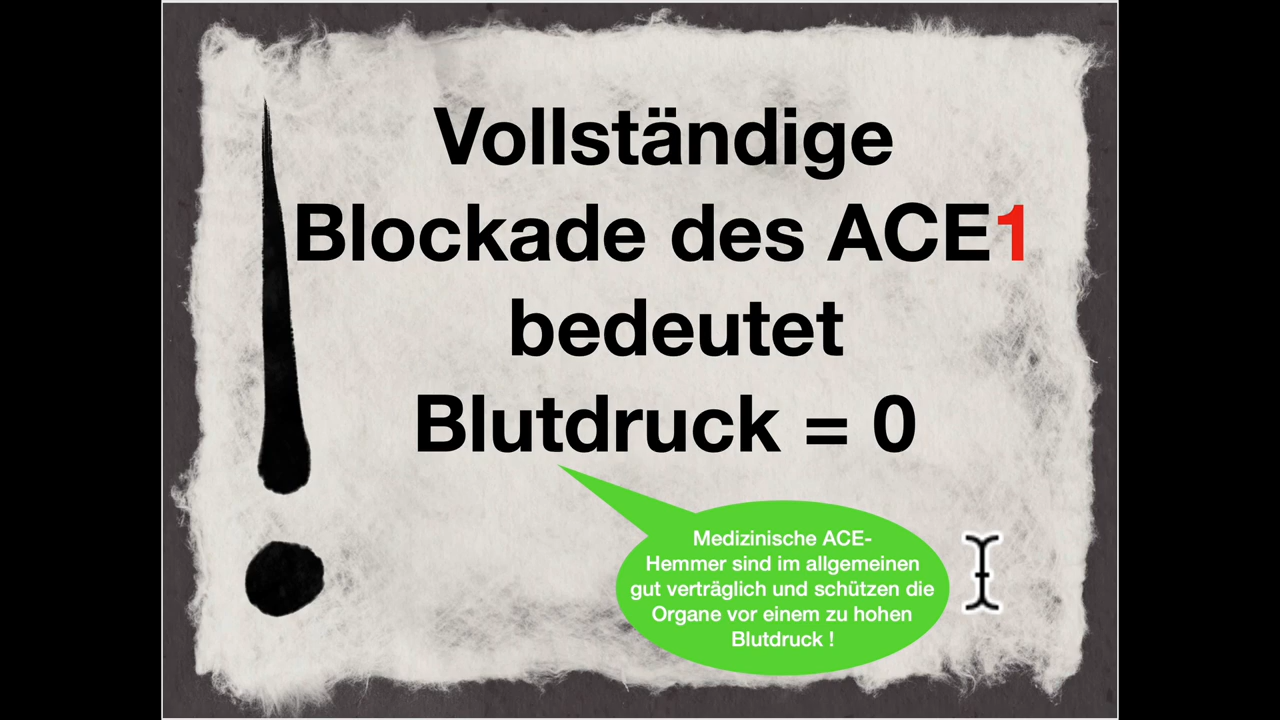 Vollständige
Blockade des ACE1
bedeutet
Blutdruck = 0
Medizinische ACE-
Hemmer sind im allgemeinen
gut verträglich und schützen die
Organe vor einem zu hohen
Blutdruck !